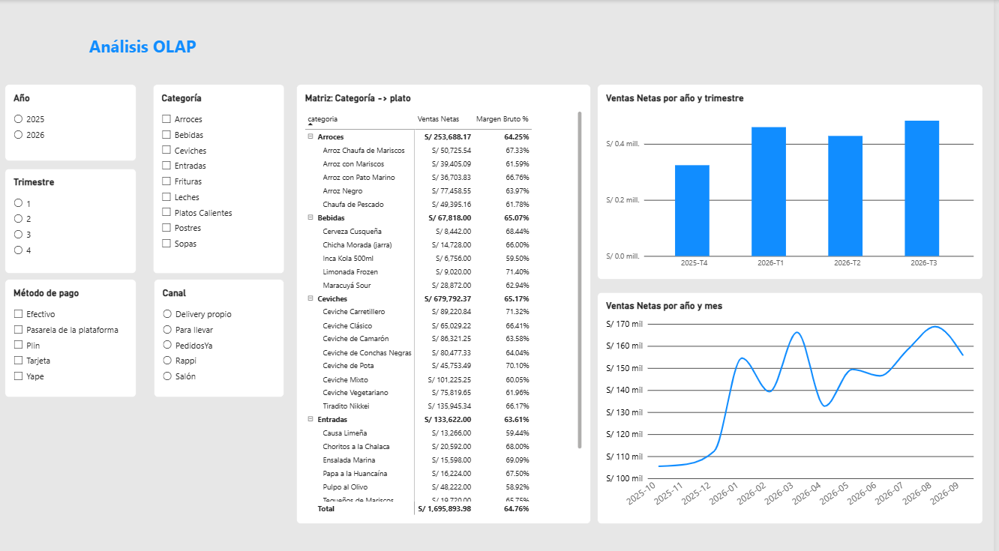 Análisis OLAP
Año
2025
2026
Trimestre
1
2
3
4
Método de pago
Efectivo
Pasarela de la plataforma
Plin
Tarjeta
Yape
Categoría
Arroces
Bebidas
Ceviches
Entradas
Frituras
Leches
Platos Calientes
Postres
Sopas
Canal
Delivery propio
Para llevar
PedidosYa
Rappi
Salón
Matriz: Categoría -> plato
categoria Ventas Netas Margen Bruto %
Arroces S/ 253,688.17 64.25%
Arroz Chaufa de Mariscos S/ 50,725.54 67.33%
Arroz con Mariscos S/ 39,405.09 61.59%
Arroz con Pato Marino S/ 36,703.83 66.76%
Arroz Negro S/ 77,458.55 63.97%
Chaufa de Pescado S/ 49,395.16 61.78%
Bebidas S/ 67,818.00 65.07%
Cerveza Cusqueña S/ 8,442.00 68.44%
Chicha Morada (jarra) S/ 14,728.00 66.00%
Inca Kola 500ml S/ 6,756.00 59.50%
Limonada Frozen S/ 9,020.00 71.40%
Maracuyá Sour S/ 28,872.00 62.94%
Ceviches S/ 679,792.37 65.17%
Ceviche Carretillero S/ 89,220.84 71.32%
Ceviche Clásico S/ 65,029.22 66.41%
Ceviche de Camarón S/ 86,321.25 63.58%
Ceviche de Conchas Negras S/ 80,477.33 64.04%
Ceviche de Pota S/ 45,753.49 70.10%
Ceviche Mixto S/ 101,225.25 60.05%
Ceviche Vegetariano S/ 75,819.65 61.96%
Tiradito Nikkei S/ 135,945.34 66.17%
Entradas S/ 133,622.00 63.61%
Causa Limeña S/ 13,266.00 59.44%
Choritos a la Chalaca S/ 20,592.00 68.00%
Ensalada Marina S/ 15,598.00 69.09%
Papa a la Huancaína S/ 16,224.00 67.50%
Pulpo al Olivo S/ 48,222.00 58.92%
Tequeños de Mariscos S/ 19,720.00 65.75%
Total S/ 1,695,893.98 64.76%
Ventas Netas por año y trimestre
S/ 0.4 mill.
S/ 0.2 mill.
S/ 0.0 mill.
2025-T4 2026-T1 2026-T2 2026-T3
Ventas Netas por año y mes
S/ 170 mil
S/ 160 mil
S/ 150 mil
S/ 140 mil
S/ 130 mil
S/ 120 mil
S/ 110 mil
S/ 100 mil
2025-10 2025-11 2025-12 2026-01 2026-02 2026-03 2026-04 2026-05 2026-06 2026-07 2026-08 2026-09